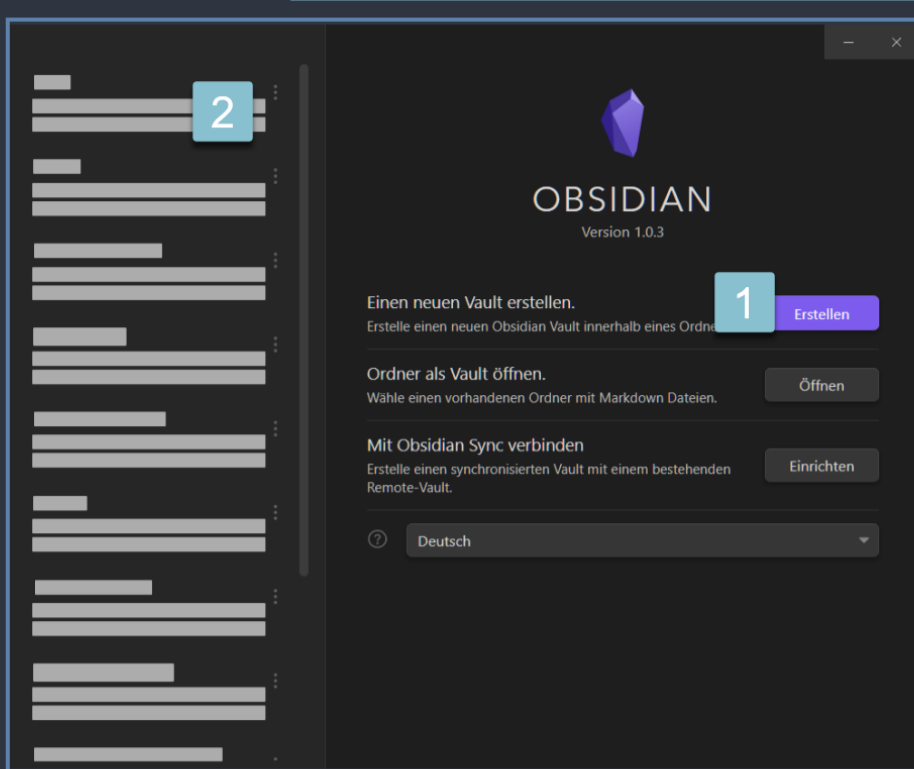 2
OBSIDIAN
Version 1.0.3
Einen neuen Vault erstellen.
Erstelle einen neuen Obsidian Vault innerhalb eines
1
Erstellen
Ordner als Vault öffnen.
Wähle einen vorhandenen Ordner mit Markdown Dateien.
Öffnen
Mit Obsidian Sync verbinden
Erstelle einen synchronisierten Vault mit einem bestehenden
Remote-Vault.
Einrichten
Deutsch